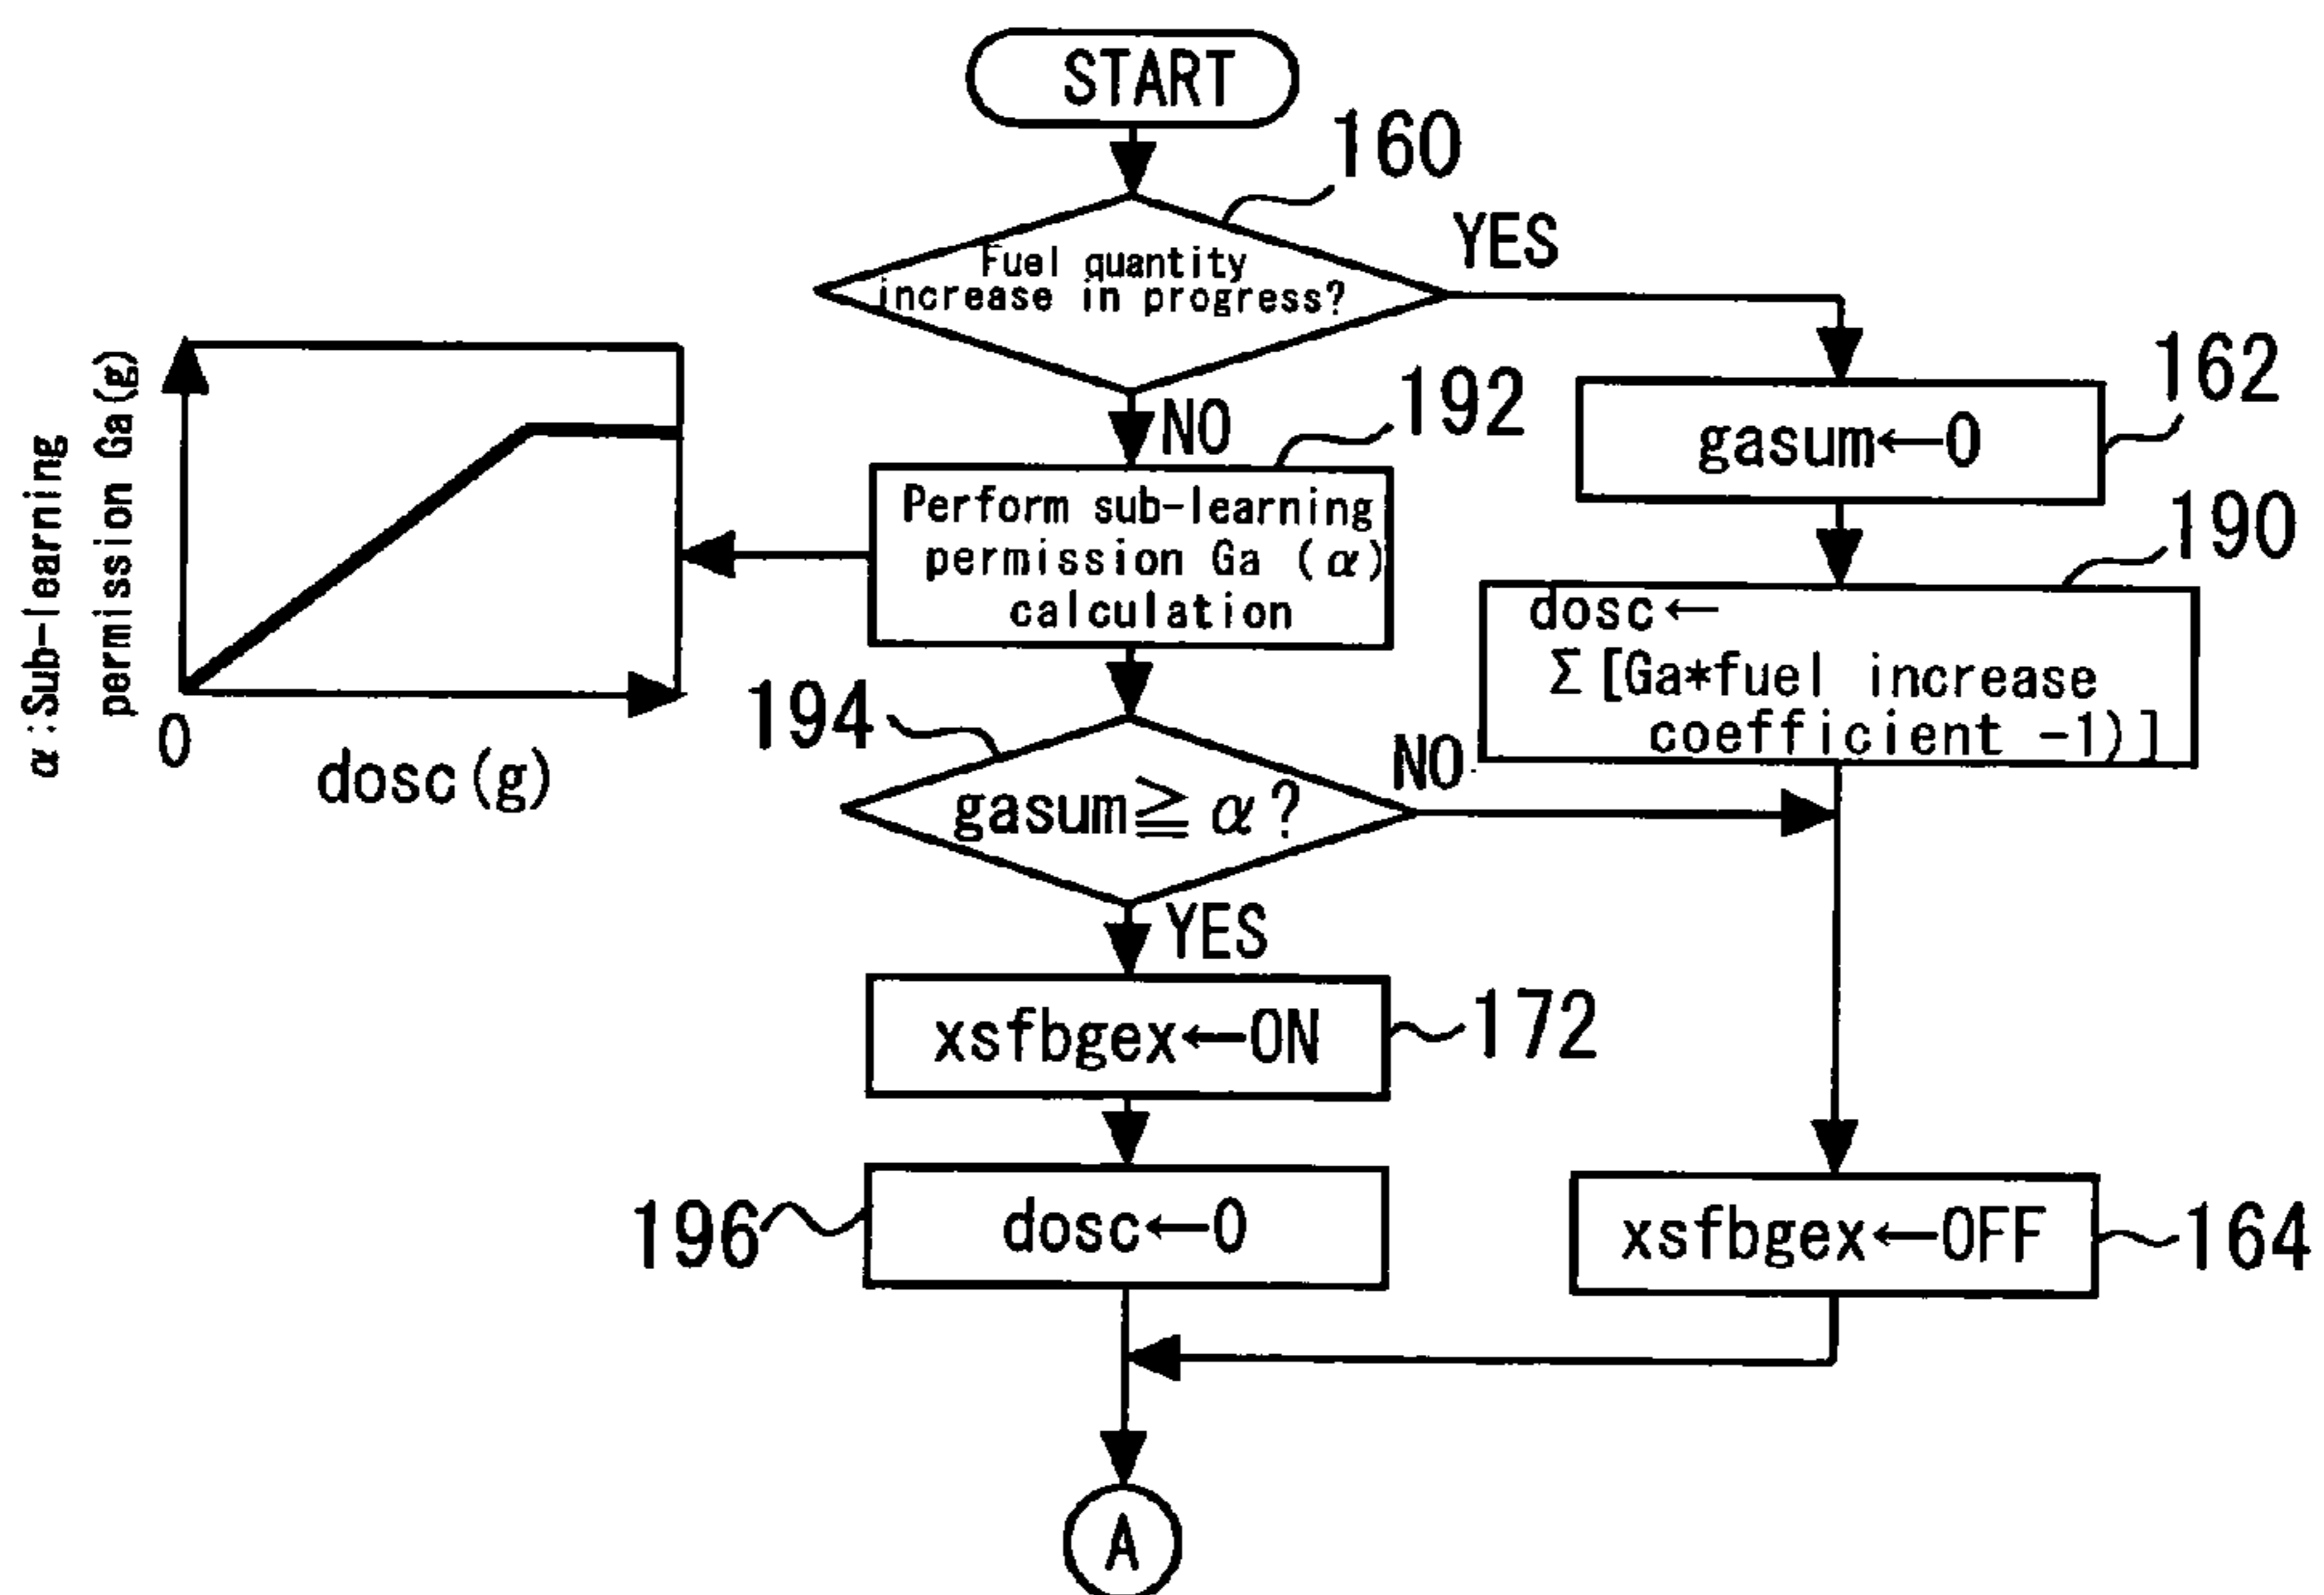 START
160
Fuel quantity
increase in progress?
YES
162
gasum←0
NO
192
Perform sub-learning
permission Ga (α)
calculation
190
dosc←
Σ[Ga*fuel increase
coefficient -1)]
α:Sub-learning
permission Ga(g)
0
dosc(g)
194
gasum≧α?
NO
YES
xsfbgex←ON
172
196
dosc←0
xsfbgex←OFF
164
A